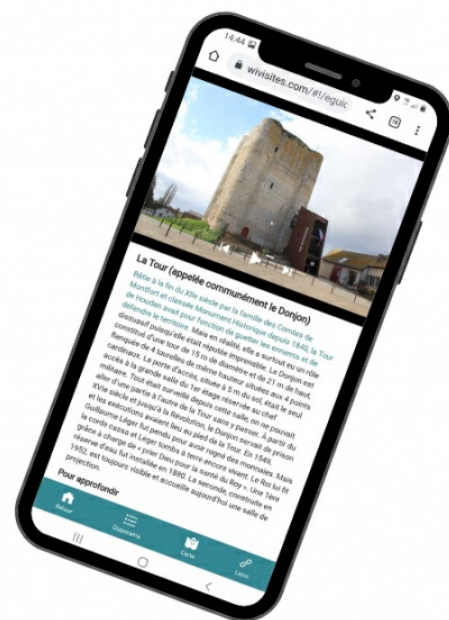 14:44
wivisites.com/#!/eguic
La Tour (appelée communément le Donjon)
Bâtie à la fin du XIIe siècle par la famille des Comtes de
Montfort et classée Monument Historique depuis 1840, la Tour
de Houdan avait pour fonction de guetter les ennemis et de
défendre le territoire. Mais en réalité, elle a surtout eu un rôle
dissuasif puisqu'elle était réputée imprenable. Le Donjon est
constitué d'une tour de 15 m de diamètre et de 21 m de haut,
flanquée de 4 tourelles de même hauteur situées aux 4 points
cardinaux. La porte d'accès, située à 5 m du sol, était le seul
accès à la grande salle du 1er étage réservée au chef
militaire. Tout était surveillé depuis cette salle, on ne pouvait
aller d'une partie à l'autre de la Tour sans y passer. À partir du
XVIe siècle et jusqu'à la Révolution, le Donjon servait de prison
et les exécutions avaient lieu au pied de la Tour. En 1549,
Guillaume Léger fut pendu pour avoir rogné des monnaies. Mais
la corde cassa et Léger tomba à terre encore vivant. Le Roi lui fit
grâce à charge de « prier Dieu pour la santé du Roy ». Une 1ère
réserve d'eau fut installée en 1880. La seconde, construite en
1952, est toujours visible et accueille aujourd'hui une salle de
projection.
Pour approfondir
Retour
Diaporama
Carte
Liens